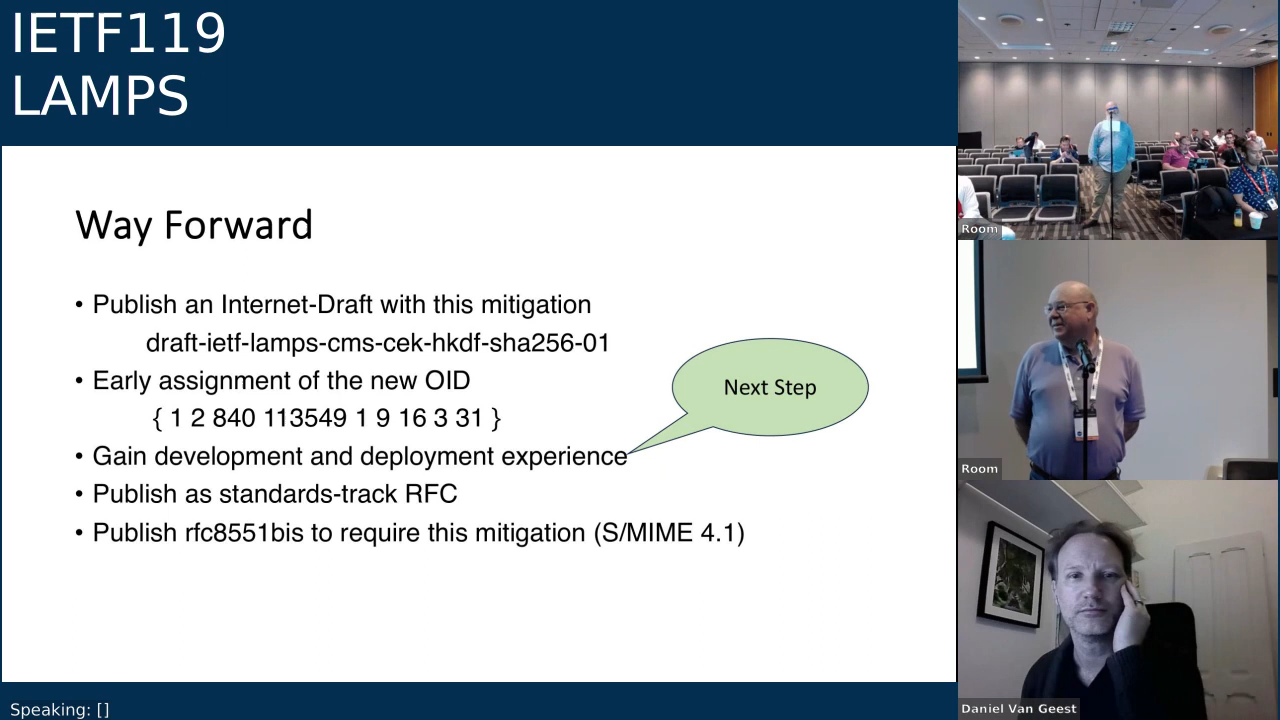 IETF119
LAMPS
Way Forward
• Publish an Internet-Draft with this mitigation
draft-ietf-lamps-cms-cek-hkdf-sha256-01
• Early assignment of the new OID
{ 1 2 840 113549 1 9 16 3 31 }
Next Step
• Gain development and deployment experience
• Publish as standards-track RFC
• Publish rfc8551bis to require this mitigation (S/MIME 4.1)
Speaking: []
Room
Room
Daniel Van Geest